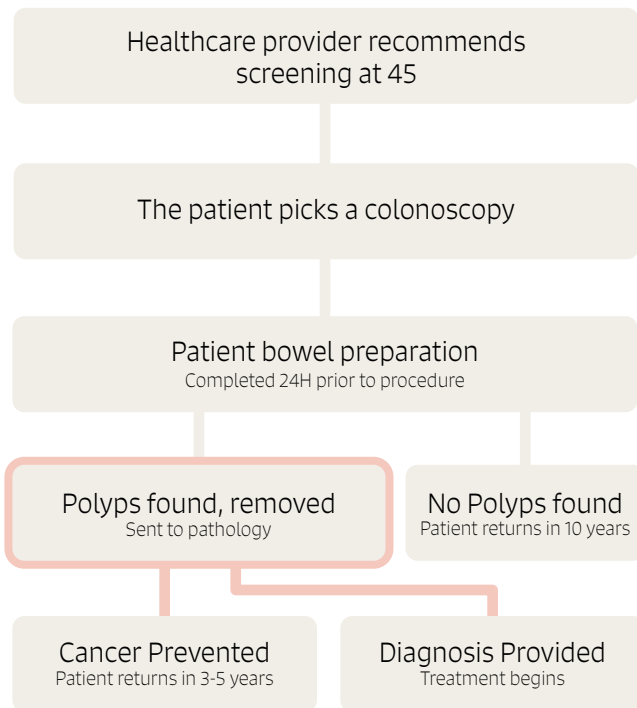 Healthcare provider recommends
screening at 45
The patient picks a colonoscopy
Patient bowel preparation
Completed 24H prior to procedure
Polyps found, removed
Sent to pathology
No Polyps found
Patient returns in 10 years
Cancer Prevented
Patient returns in 3-5 years
Diagnosis Provided
Treatment begins